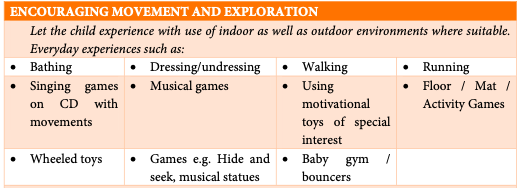 ENCOURAGING MOVEMENT AND EXPLORATION
Let the child experience with use of indoor as well as outdoor environments where suitable.
Everyday experiences such as:
• Bathing
• Dressing/undressing
• Walking
• Running
• Singing games
on CD with
movements
• Musical games
• Using
motivational
toys of special
interest
• Floor / Mat /
Activity Games
• Wheeled toys
• Games e.g. Hide and
seek, musical statues
• Baby gym /
bouncers